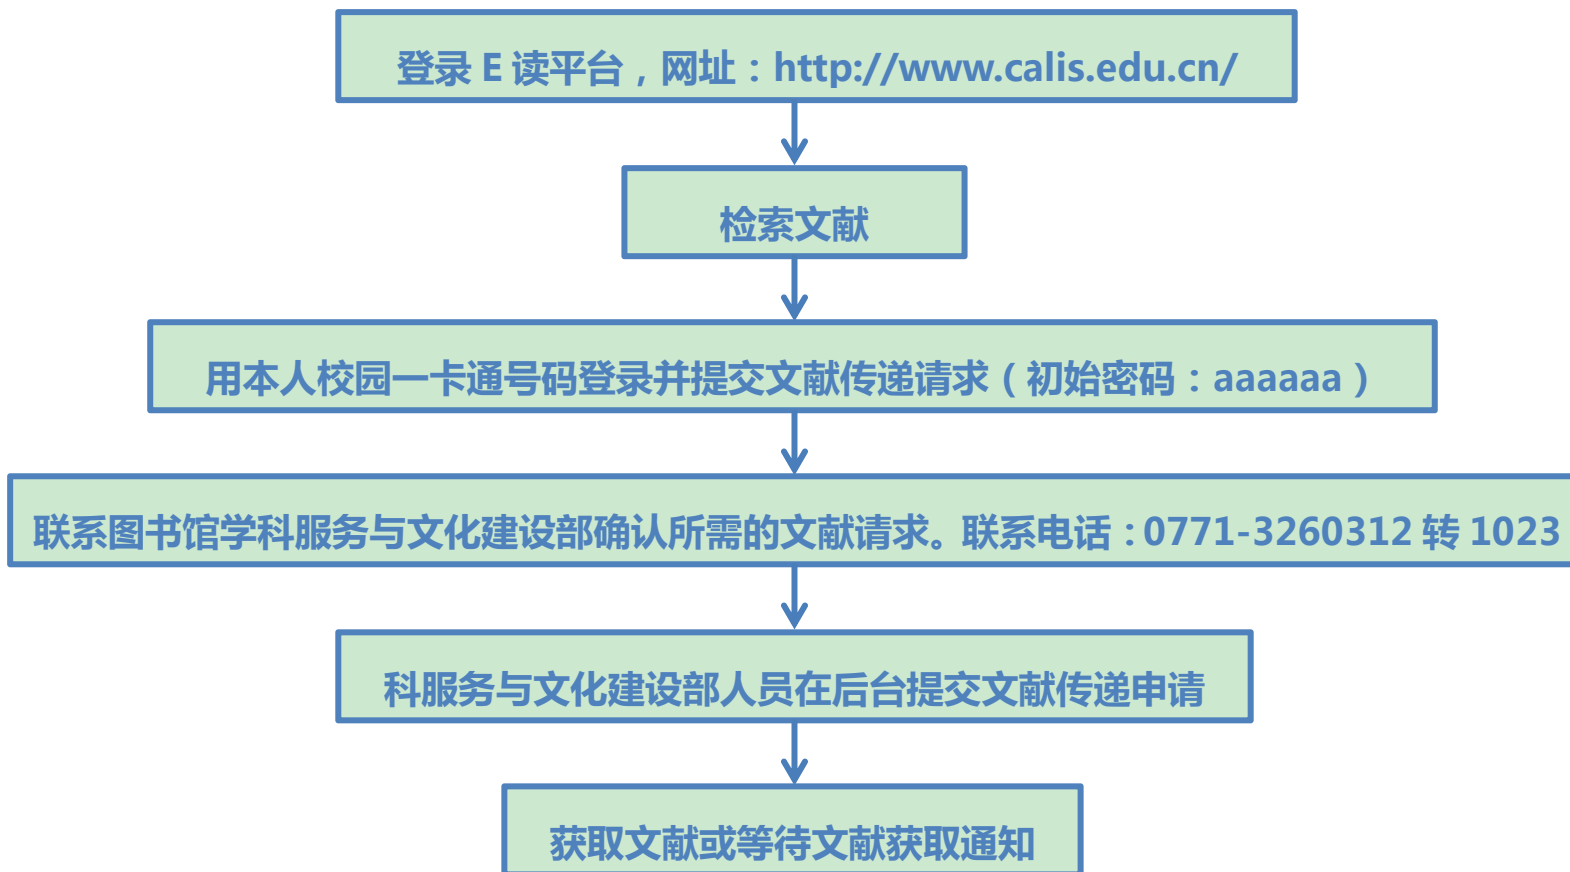 登录 E 读平台，网址：http://www.calis.edu.cn/
检索文献
用本人校园一卡通号码登录并提交文献传递请求（初始密码：aaaaaa）
联系图书馆学科服务与文化建设部确认所需的文献请求。联系电话：0771-3260312 转 1023
科服务与文化建设部人员在后台提交文献传递申请
获取文献或等待文献获取通知